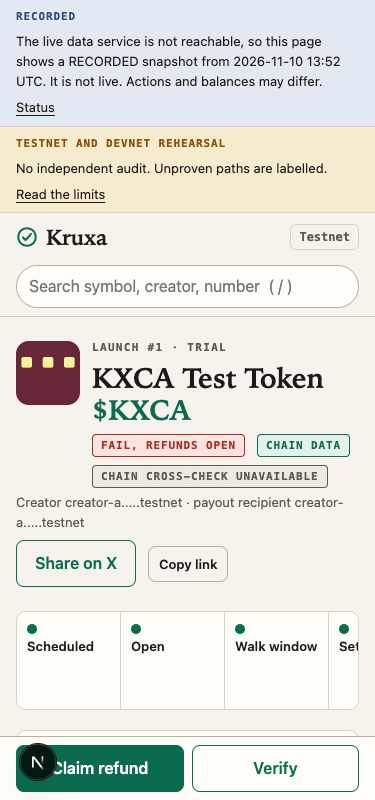 RECORDED
The live data service is not reachable, so this page
shows a RECORDED snapshot from 2026-11-10 13:52
UTC. It is not live. Actions and balances may differ.
Status
TESTNET AND DEVNET REHEARSAL
No independent audit. Unproven paths are labelled.
Read the limits
Kruxa
Testnet
Search symbol, creator, number ( / )
LAUNCH #1 · TRIAL
KXCA Test Token
$KXCA
FAIL, REFUNDS OPEN
CHAIN DATA
CHAIN CROSS-CHECK UNAVAILABLE
Creator creator-a.....testnet · payout recipient creator-
a.....testnet
Share on X
Copy link
Scheduled
Open
Walk window
N
Claim refund
Verify